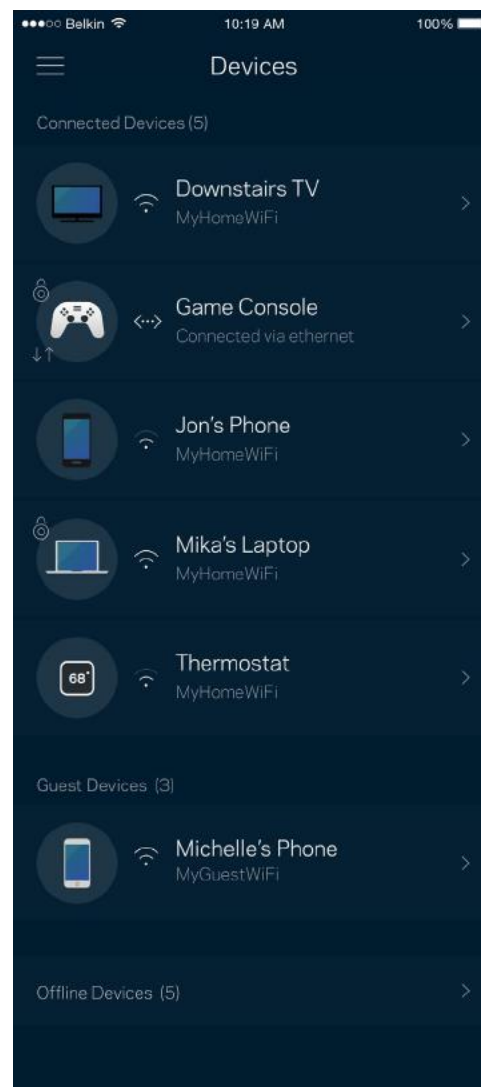 Belkin 10:19 AM 100%
Devices
Connected Devices (5)
Downstairs TV
MyHomeWiFi
Game Console
Connected via ethernet
Jon's Phone
MyHomeWiFi
Mika's Laptop
MyHomeWiFi
68°
Thermostat
MyHomeWiFi
Guest Devices (3)
Michelle's Phone
MyGuestWiFi
Offline Devices (5)